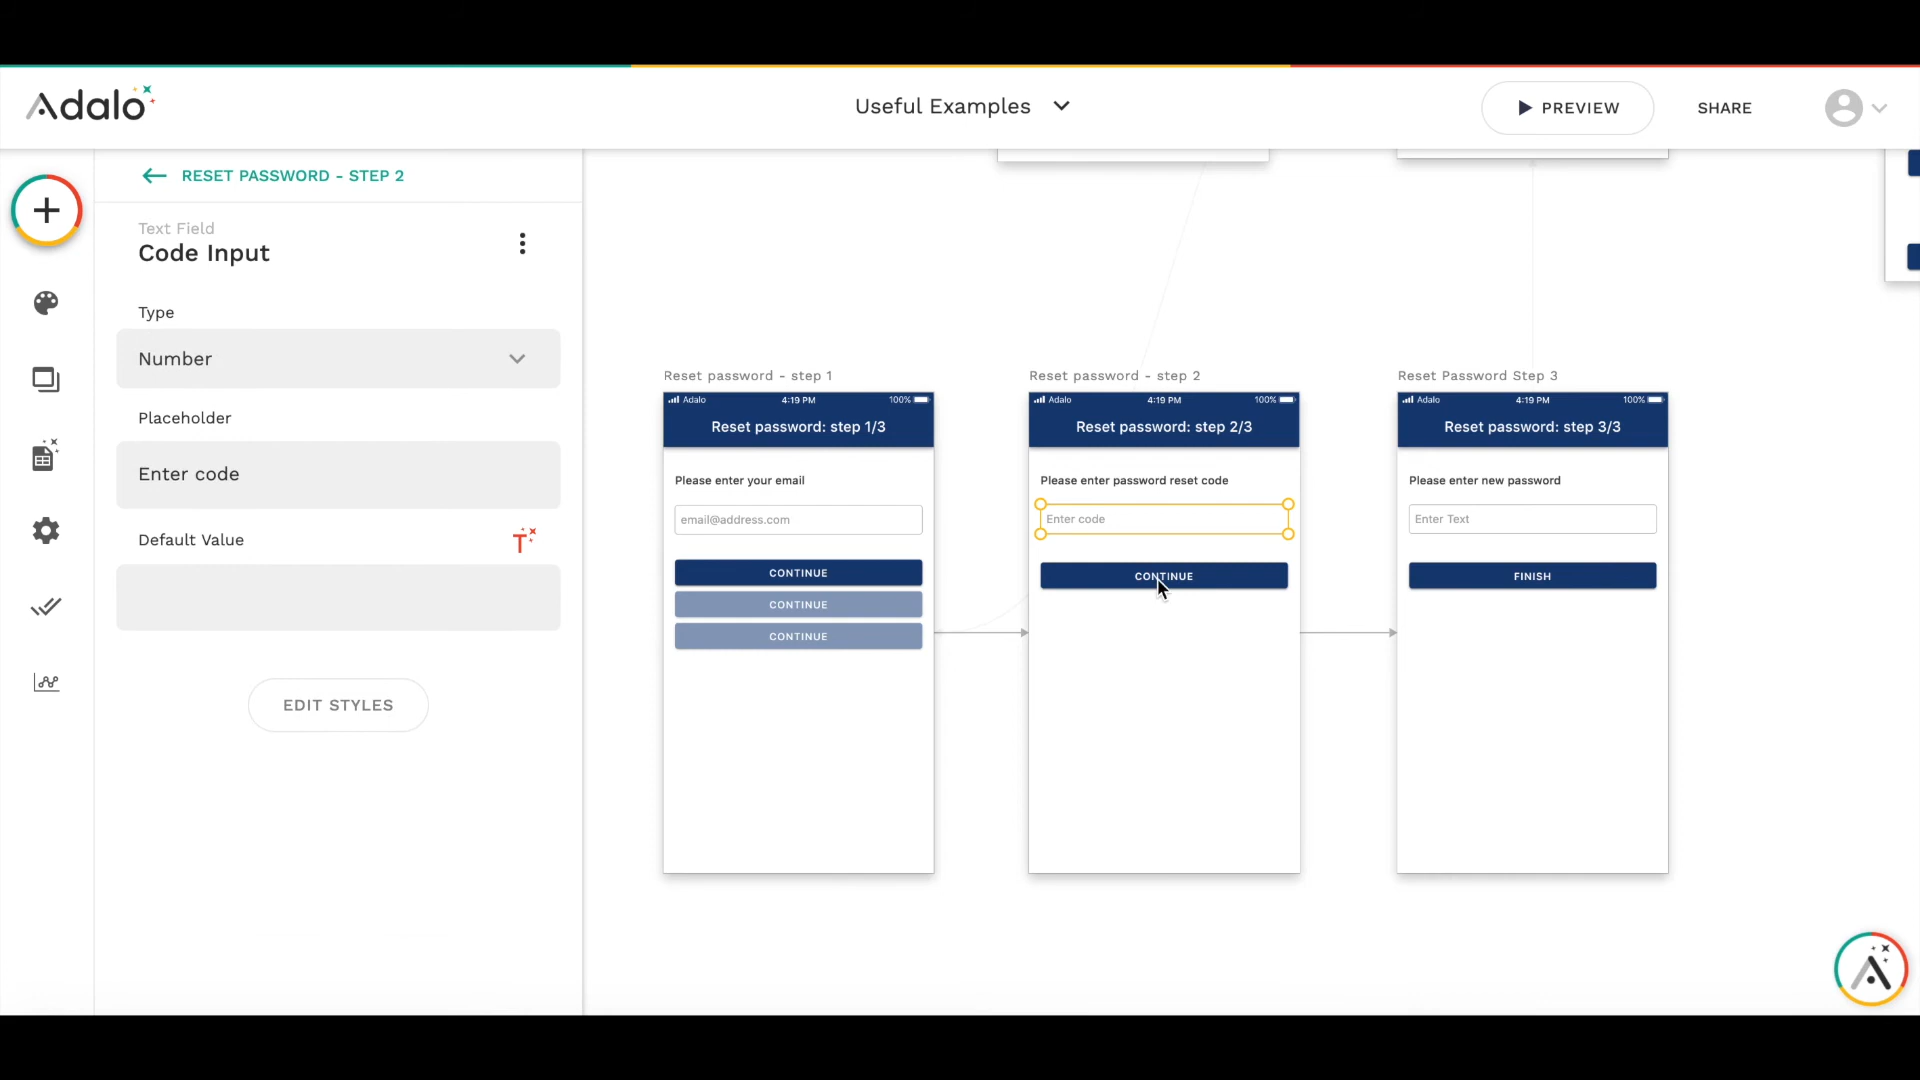 Adalo
Useful Examples
PREVIEW
SHARE
RESET PASSWORD - STEP 2
Text Field
Code Input
Type
Number
Placeholder
Enter code
Default Value
EDIT STYLES
Reset password - step 1
Adalo 4:19 PM 100%
Reset password: step 1/3
Please enter your email
email@address.com
CONTINUE
CONTINUE
CONTINUE
Reset password - step 2
Adalo 4:19 PM 100%
Reset password: step 2/3
Please enter password reset code
Enter code
CONTINUE
Reset Password Step 3
Adalo 4:19 PM 100%
Reset password: step 3/3
Please enter new password
Enter Text
FINISH